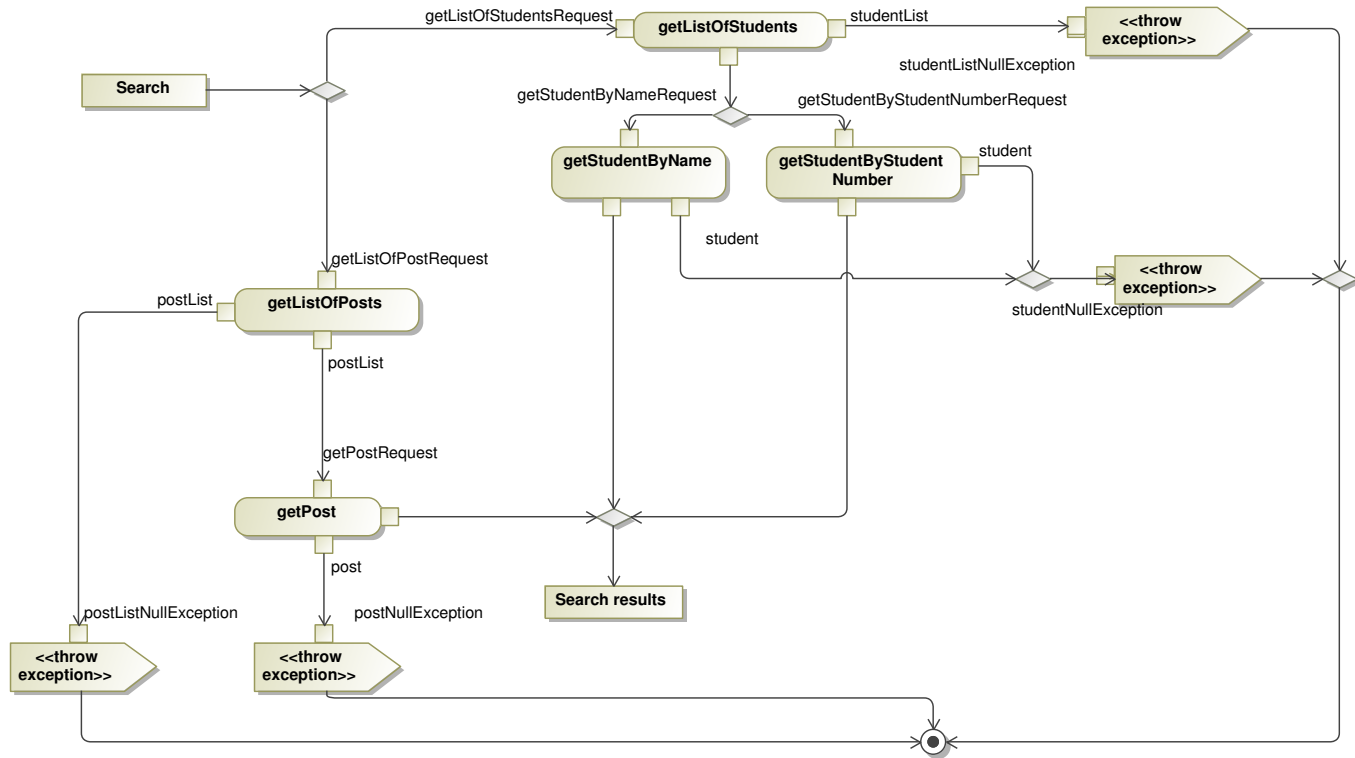 getListOfStudentsRequest
getListOfStudents
studentList
<<throw
exception>>
studentListNullException
Search
getStudentByNameRequest
getStudentByStudentNumberRequest
getStudentByName
getStudentByStudent
Number
student
student
<<throw
exception>>
studentNullException
getListOfPostRequest
postList
getListOfPosts
postList
getPostRequest
getPost
post
Search results
postListNullException
postNullException
<<throw
exception>>
<<throw
exception>>